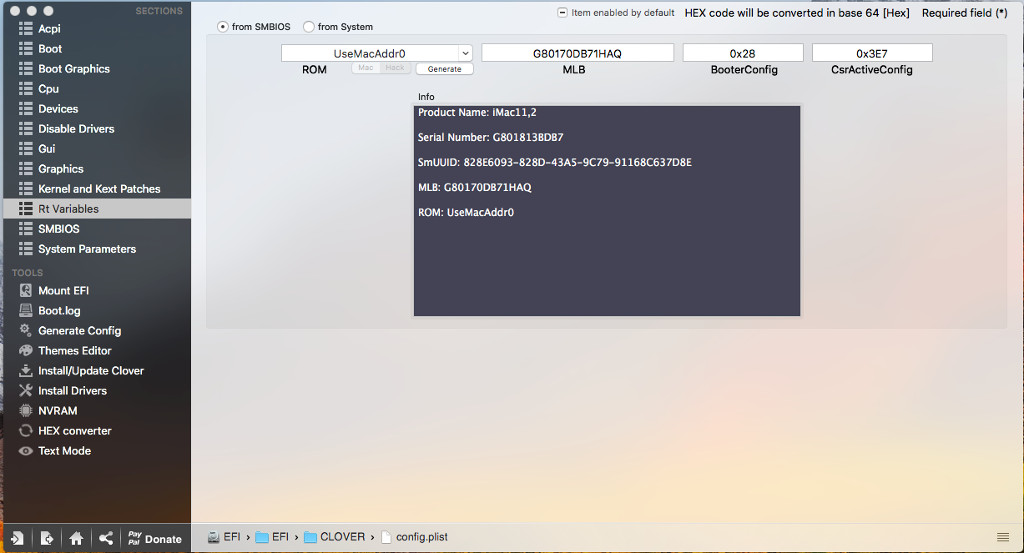 SECTIONS
Acpi
Boot
Boot Graphics
Cpu
Devices
Disable Drivers
Gui
Graphics
Kernel and Kext Patches
Rt Variables
SMBIOS
System Parameters
TOOLS
Mount EFI
Boot.log
Generate Config
Themes Editor
Install/Update Clover
Install Drivers
NVRAM
HEX converter
Text Mode
Pay
Pal Donate
Item enabled by default HEX code will be converted in base 64 [Hex] Required field (*)
from SMBIOS from System
UseMacAddr0 G80170DB71HAQ 0x28 0x3E7
ROM Mac Hack Generate MLB BooterConfig CsrActiveConfig
Info
Product Name: iMac11,2
Serial Number: G801813BDB7
SmUUID: 828E6093-828D-43A5-9C79-91168C637D8E
MLB: G80170DB71HAQ
ROM: UseMacAddr0
EFI › EFI › CLOVER › config.plist